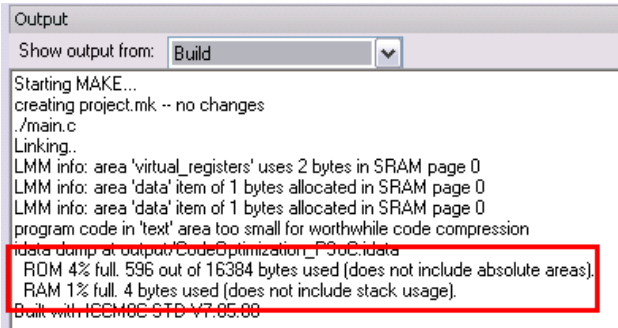 Output
Show output from: Build
Starting MAKE...
creating project.mk -- no changes
./main.c
Linking..
LMM info: area 'virtual_registers' uses 2 bytes in SRAM page 0
LMM info: area 'data' item of 1 bytes allocated in SRAM page 0
LMM info: area 'data' item of 1 bytes allocated in SRAM page 0
program code in 'text' area too small for worthwhile code compression
idata dump at output/CodeOptimization_PSoC.idata
ROM 4% full. 596 out of 16384 bytes used (does not include absolute areas).
RAM 1% full. 4 bytes used (does not include stack usage).
Built with ICCM8C STD V7.05.00